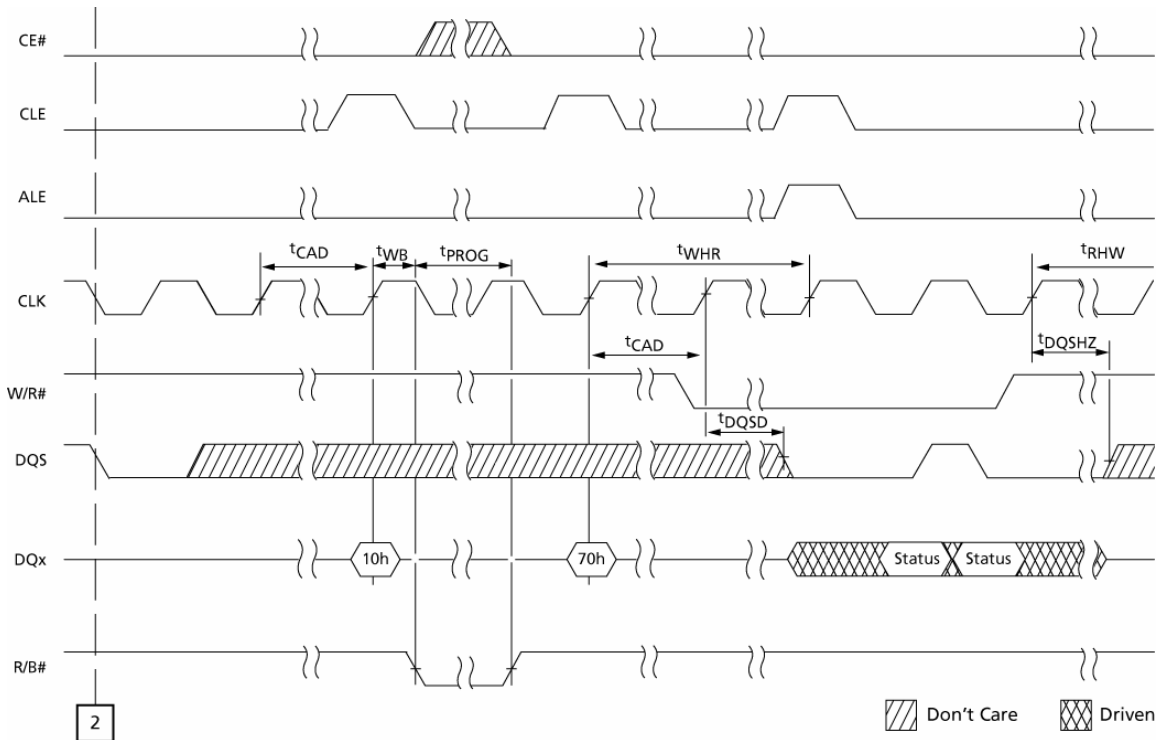 CE#
CLE
ALE
tCAD tWB tPROG tWHR tRHW
CLK
tCAD tDQSHZ
W/R#
tDQSD
DQS
DQx 10h 70h Status Status
R/B#
2 Don't Care Driven